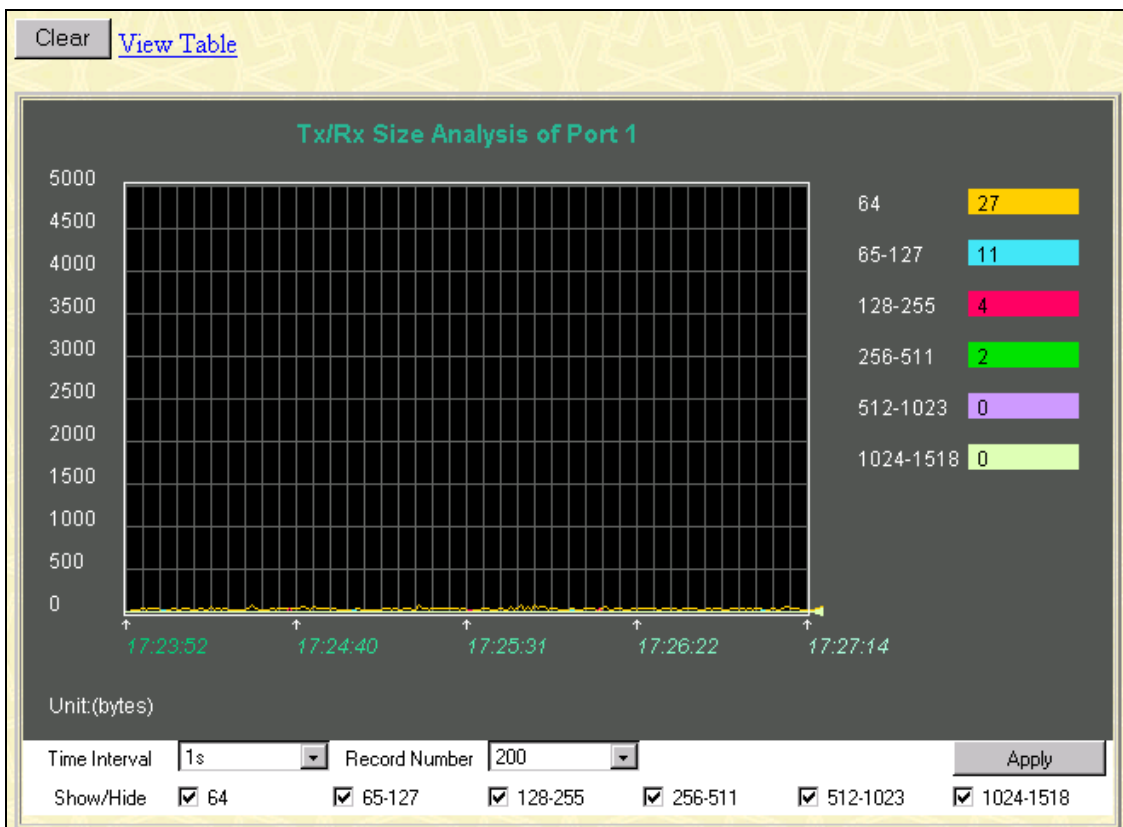 Clear View Table
Tx/Rx Size Analysis of Port 1
5000
4500
4000
3500
3000
2500
2000
1500
1000
500
0
64 27
65-127 11
128-255 4
256-511 2
512-1023 0
1024-1518 0
17:23:52 17:24:40 17:25:31 17:26:22 17:27:14
Unit:(bytes)
Time Interval 1s Record Number 200 Apply
Show/Hide 64 65-127 128-255 256-511 512-1023 1024-1518